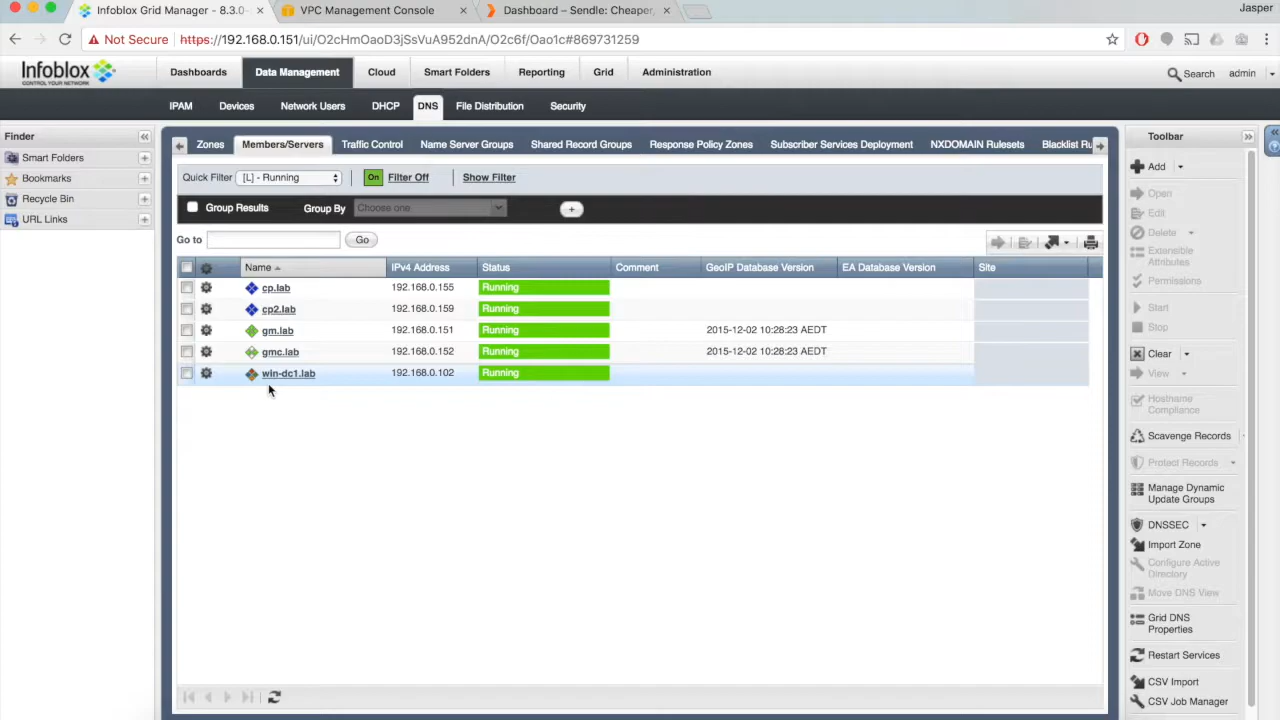 Infoblox Grid Manager - 8.3.0-
VPC Management Console
Dashboard – Sendle: Cheaper,
Jasper
Not Secure https://192.168.0.151/ui/O2cHmOaoD3jSsVuA952dnA/O2c6f/Oao1c#869731259
Infoblox
CONTROL YOUR NETWORK
Dashboards
Data Management
Cloud
Smart Folders
Reporting
Grid
Administration
Search
admin
IPAM
Devices
Network Users
DHCP
DNS
File Distribution
Security
Finder
Smart Folders
Bookmarks
Recycle Bin
URL Links
Zones
Members/Servers
Traffic Control
Name Server Groups
Shared Record Groups
Response Policy Zones
Subscriber Services Deployment
NXDOMAIN Rulesets
Blacklist Ru
Quick Filter [L] - Running On Filter Off Show Filter
Group Results Group By Choose one +
Go to Go
Name IPv4 Address Status Comment GeoIP Database Version EA Database Version Site
cp.lab 192.168.0.155 Running
cp2.lab 192.168.0.159 Running
gm.lab 192.168.0.151 Running 2015-12-02 10:28:23 AEDT
gmc.lab 192.168.0.152 Running 2015-12-02 10:28:23 AEDT
win-dc1.lab 192.168.0.102 Running
Toolbar
Add
Open
Edit
Delete
Extensible
Attributes
Permissions
Start
Stop
Clear
View
Hostname
Compliance
Scavenge Records
Protect Records
Manage Dynamic
Update Groups
DNSSEC
Import Zone
Configure Active
Directory
Move DNS View
Grid DNS
Properties
Restart Services
CSV Import
CSV Job Manager